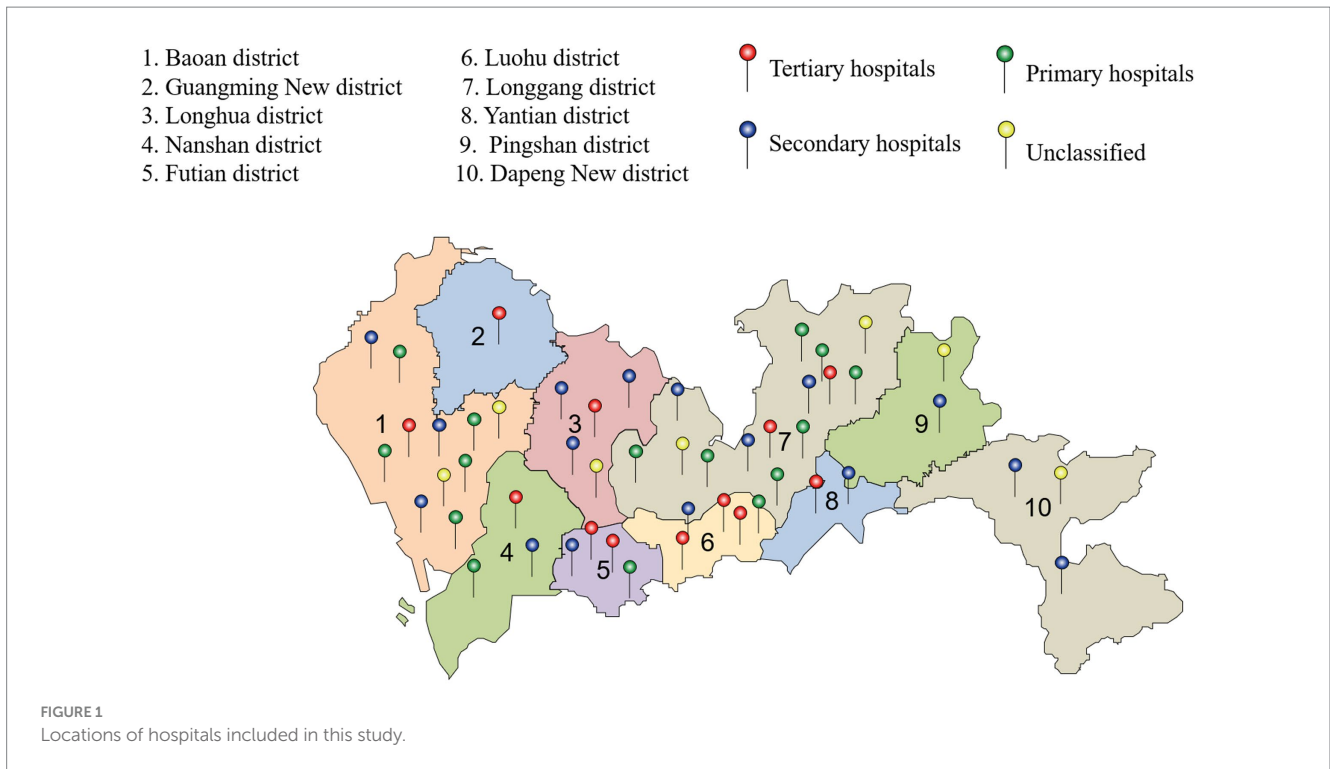 1. Baoan district
2. Guangming New district
3. Longhua district
4. Nanshan district
5. Futian district
6. Luohu district
7. Longgang district
8. Yantian district
9. Pingshan district
10. Dapeng New district
Tertiary hospitals
Secondary hospitals
Primary hospitals
Unclassified
1
2
3
4
5
6
7
8
9
10
FIGURE 1
Locations of hospitals included in this study.